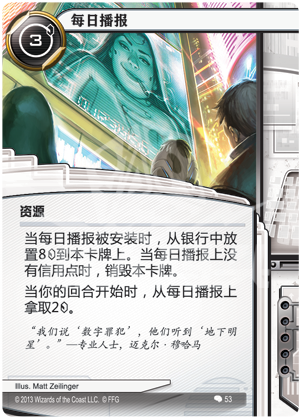 3
每日播报
资源
当每日播报被安装时，从银行中放
置8到本卡牌上。当每日播报上没
有信用点时，销毁本卡牌。
当你的回合开始时，从每日播报上
拿取2。
“我们说‘数字罪犯’，他们听到‘地下明
星’。”—专业人士，迈克尔·穆哈马
Illus. Matt Zeilinger
© 2013 Wizards of the Coast LLC. © FFG
53